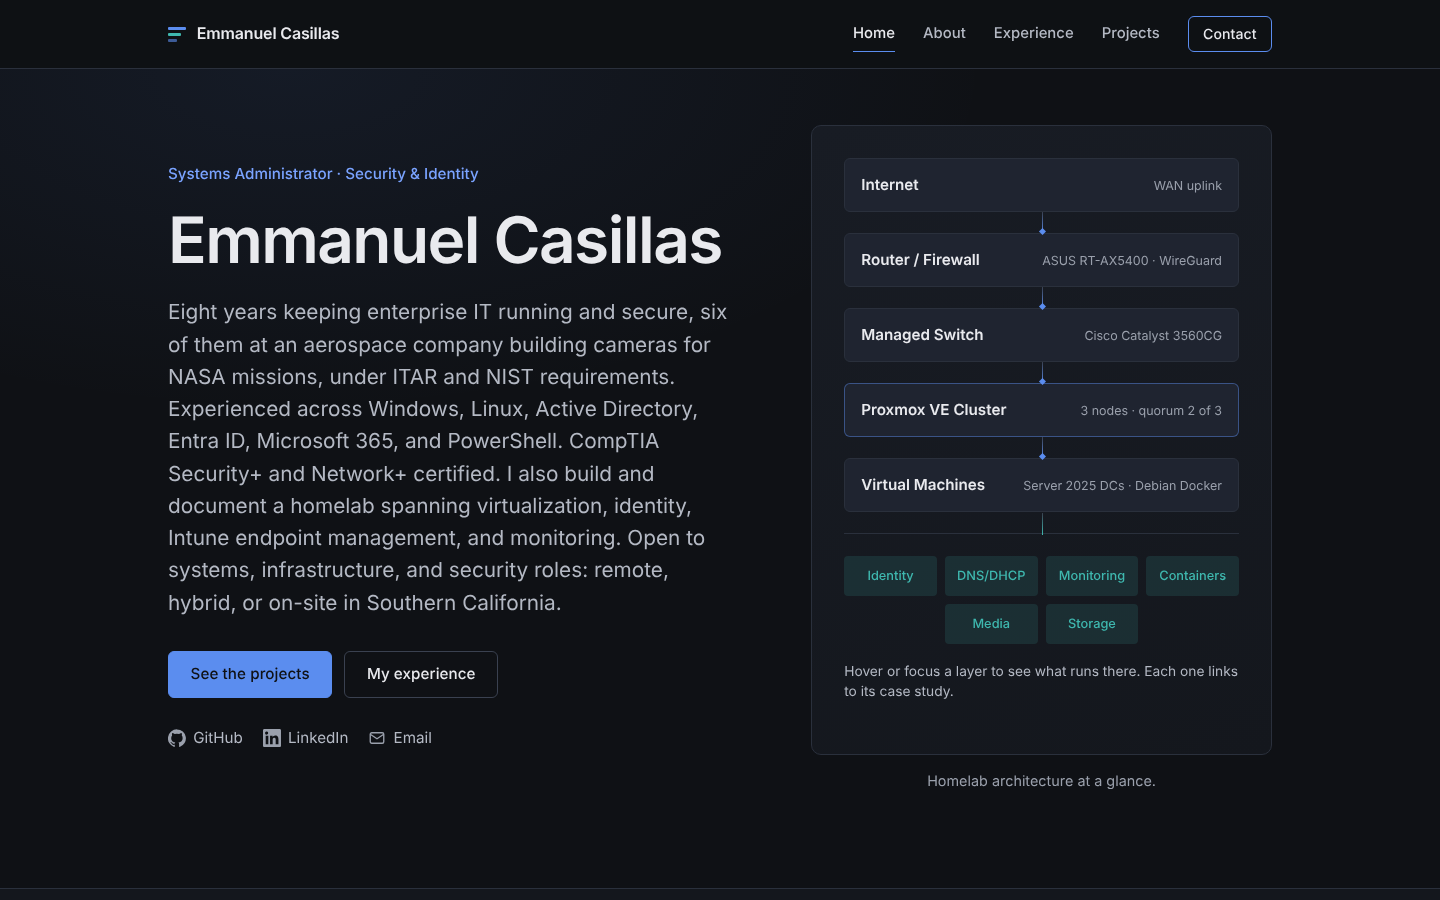 Emmanuel Casillas
Home
About
Experience
Projects
Contact
Systems Administrator · Security & Identity
Emmanuel Casillas
Eight years keeping enterprise IT running and secure, six
of them at an aerospace company building cameras for
NASA missions, under ITAR and NIST requirements.
Experienced across Windows, Linux, Active Directory,
Entra ID, Microsoft 365, and PowerShell. CompTIA
Security+ and Network+ certified. I also build and
document a homelab spanning virtualization, identity,
Intune endpoint management, and monitoring. Open to
systems, infrastructure, and security roles: remote,
hybrid, or on-site in Southern California.
See the projects
My experience
GitHub
LinkedIn
Email
Internet
WAN uplink
Router / Firewall
ASUS RT-AX5400 · WireGuard
Managed Switch
Cisco Catalyst 3560CG
Proxmox VE Cluster
3 nodes · quorum 2 of 3
Virtual Machines
Server 2025 DCs · Debian Docker
Identity
DNS/DHCP
Monitoring
Containers
Media
Storage
Hover or focus a layer to see what runs there. Each one links
to its case study.
Homelab architecture at a glance.